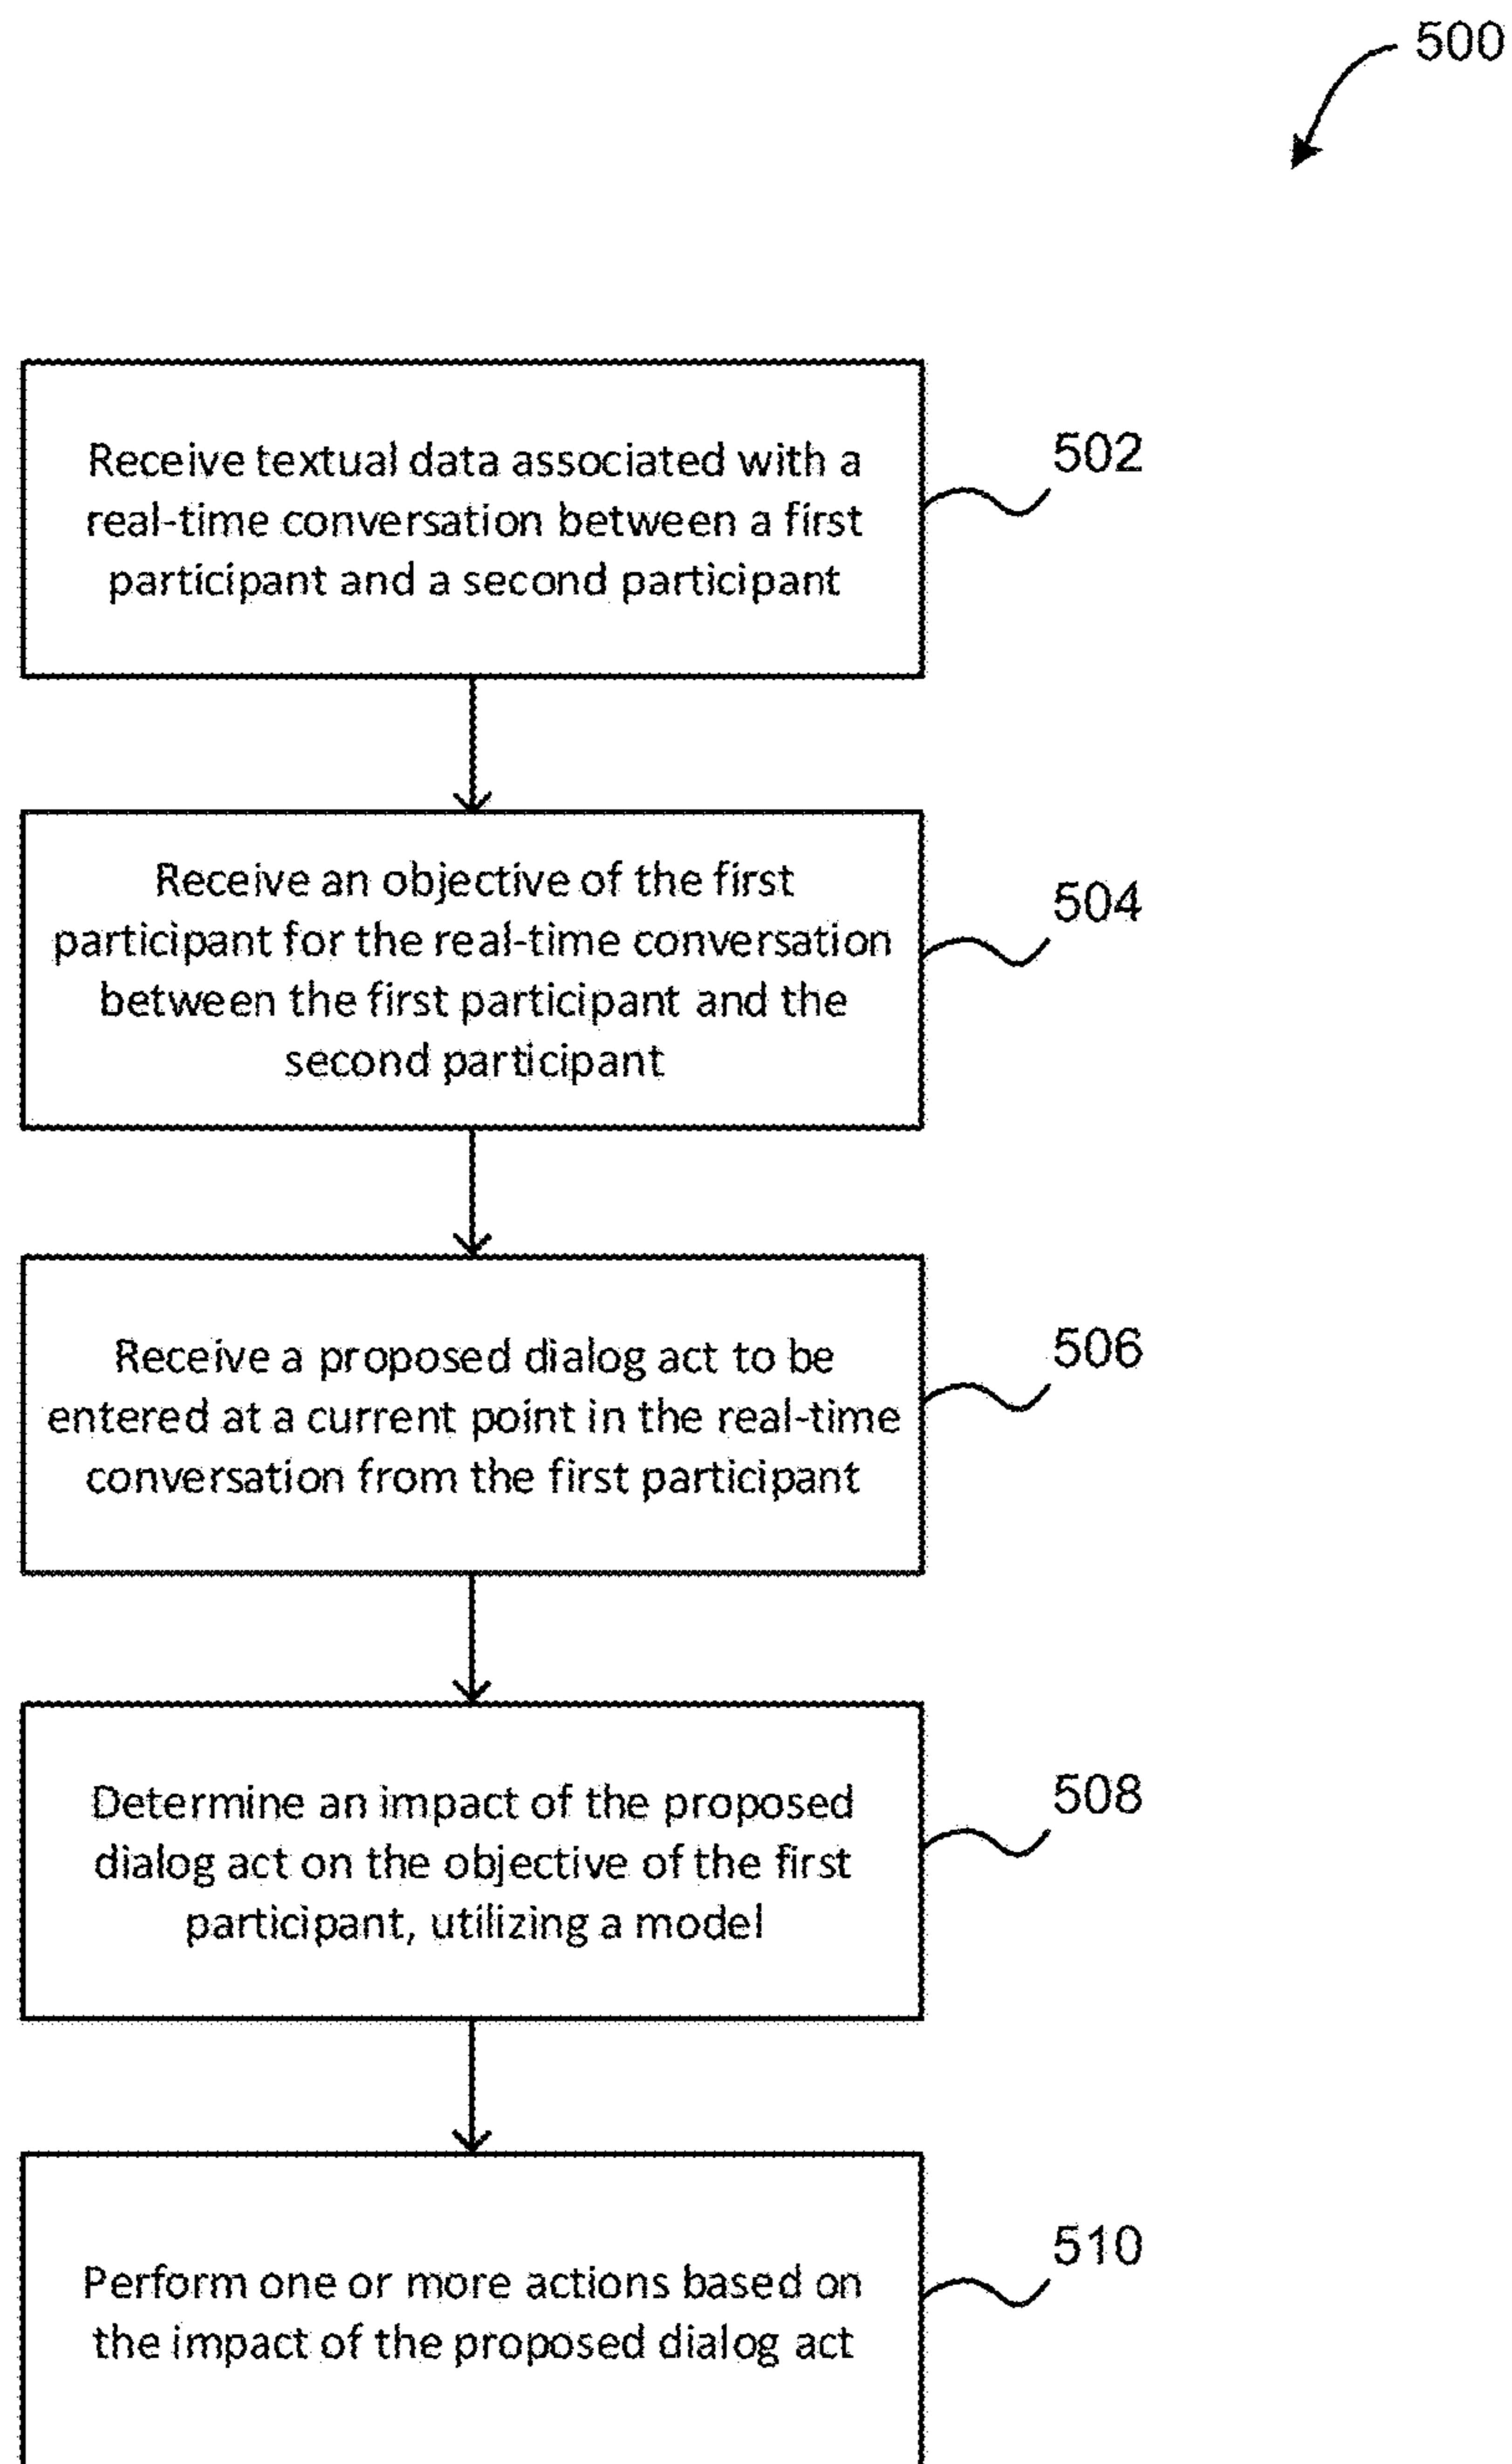 500
Receive textual data associated with a
real-time conversation between a first
participant and a second participant
502
Receive an objective of the first
participant for the real-time conversation
between the first participant and the
second participant
504
Receive a proposed dialog act to be
entered at a current point in the real-time
conversation from the first participant
506
Determine an impact of the proposed
dialog act on the objective of the first
participant, utilizing a model
508
Perform one or more actions based on
the impact of the proposed dialog act
510